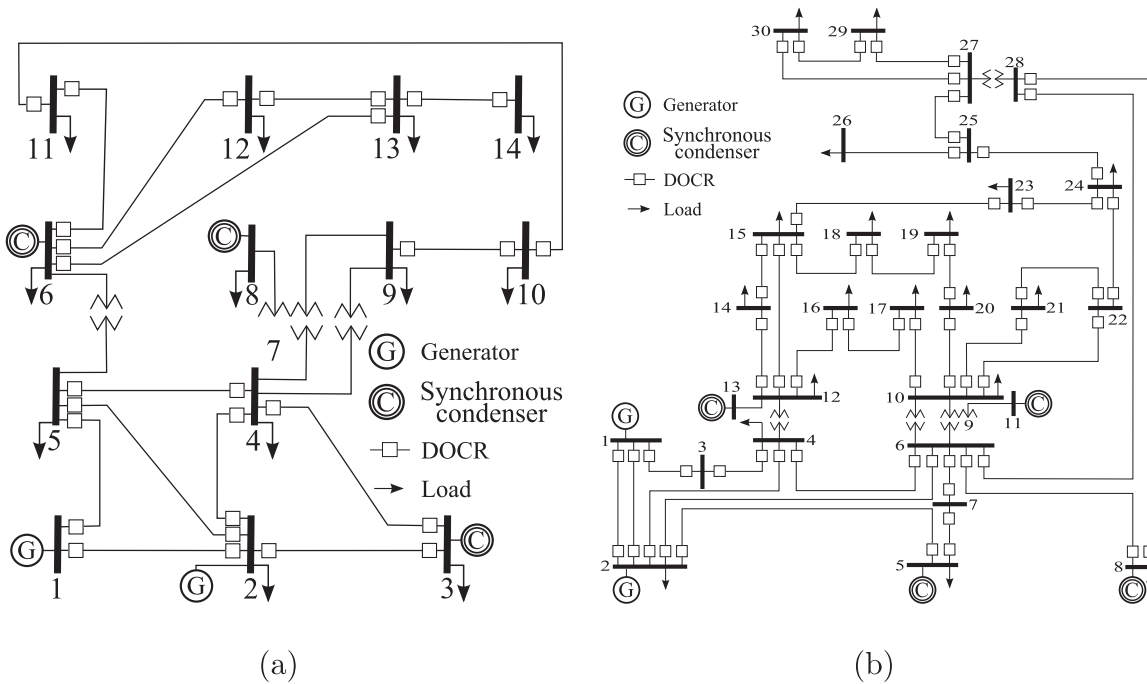 11
12
13
14
C
6
C
8
9
10
7
G Generator
C Synchronous
condenser
DOCR
Load
5
4
G
1
G
2
C
3
(a)
30
29
27
28
G Generator
C Synchronous
condenser
DOCR
Load
26
25
23
24
15
18
19
14
16
17
20
21
22
13
C
12
10
9
11
C
G
1
3
4
6
7
2
G
5
C
8
C
(b)